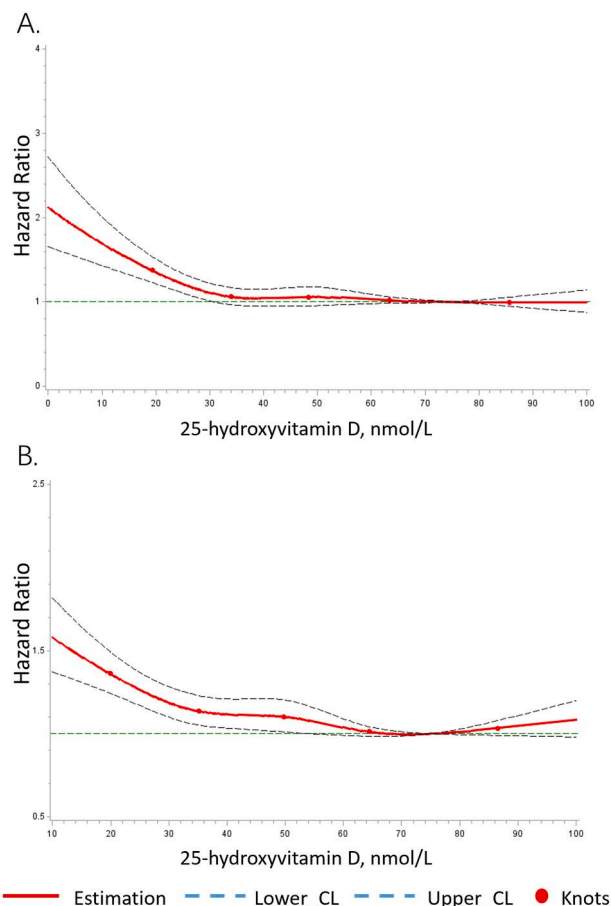 A.
4
3
2
1
0
Hazard Ratio
0 10 20 30 40 50 60 70 80 90 100
25-hydroxyvitamin D, nmol/L
B.
2.5
1.5
0.5
Hazard Ratio
10 20 30 40 50 60 70 80 90 100
25-hydroxyvitamin D, nmol/L
Estimation Lower CL Upper CL Knots